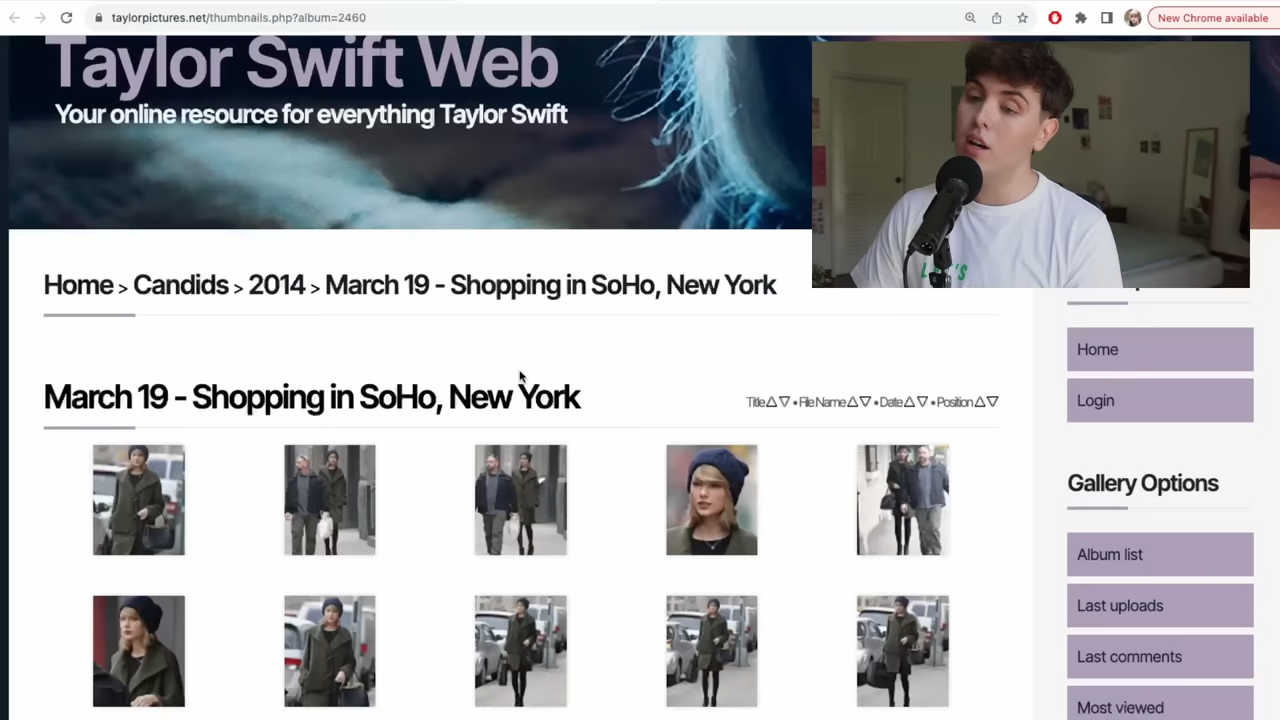 taylorpictures.net/thumbnails.php?album=2460
New Chrome available
Taylor Swift Web
Your online resource for everything Taylor Swift
Home > Candids > 2014 > March 19 - Shopping in SoHo, New York
March 19 - Shopping in SoHo, New York
Title△▽ • File Name△▽ • Date△▽ • Position△▽
Home
Login
Gallery Options
Album list
Last uploads
Last comments
Most viewed